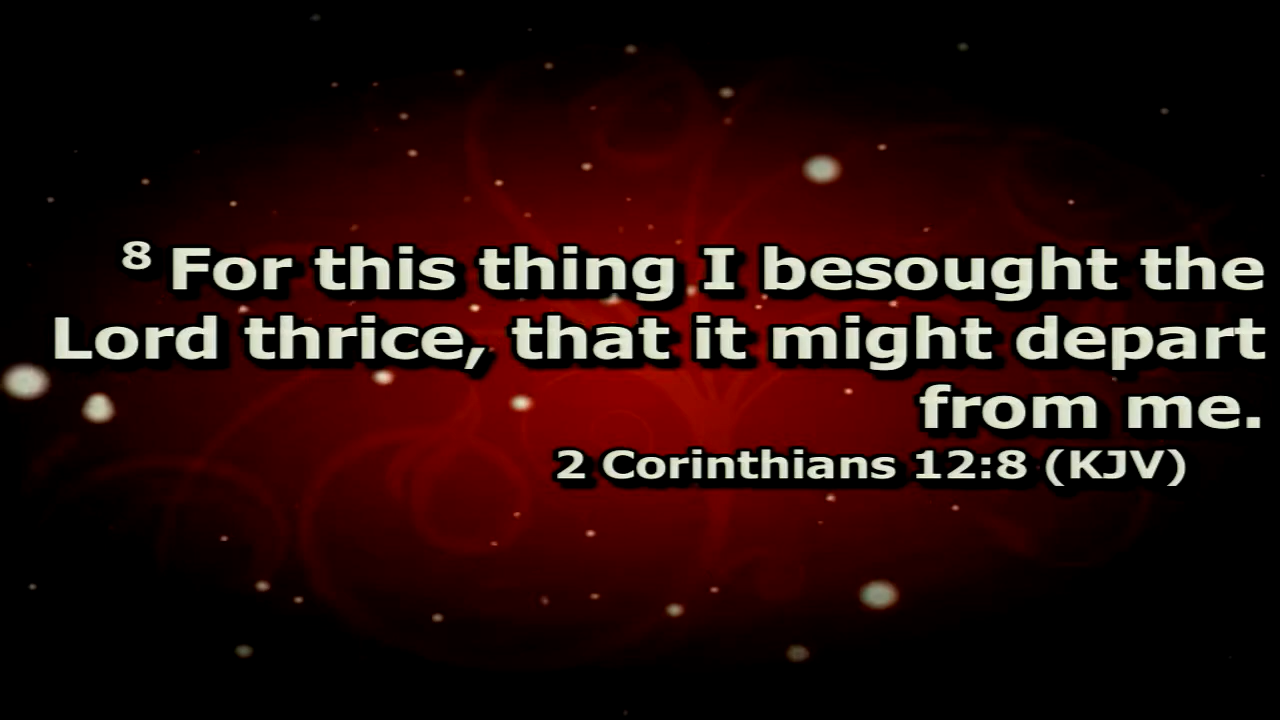 8 For this thing I besought the
Lord thrice, that it might depart
from me.
2 Corinthians 12:8 (KJV)